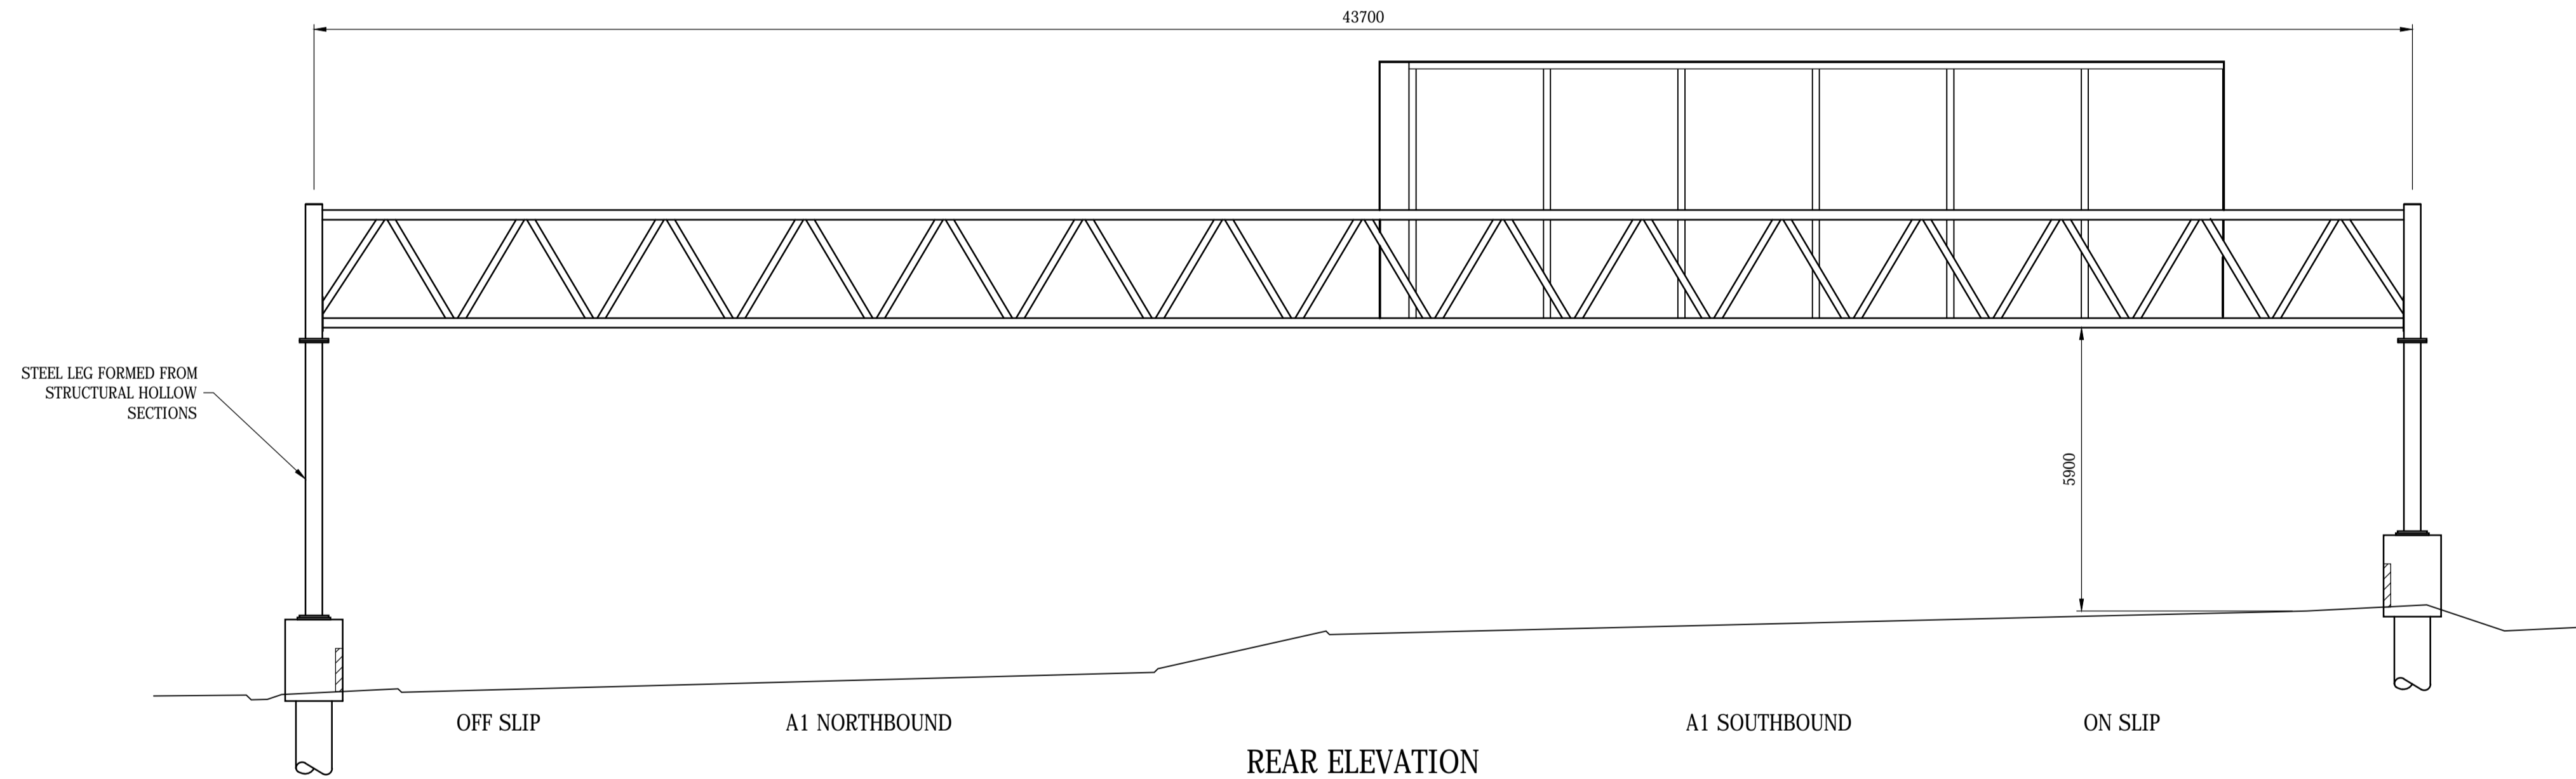 43700
STEEL LEG FORMED FROM
STRUCTURAL HOLLOW
SECTIONS
5900
OFF SLIP
A1 NORTHBOUND
A1 SOUTHBOUND
ON SLIP
REAR ELEVATION